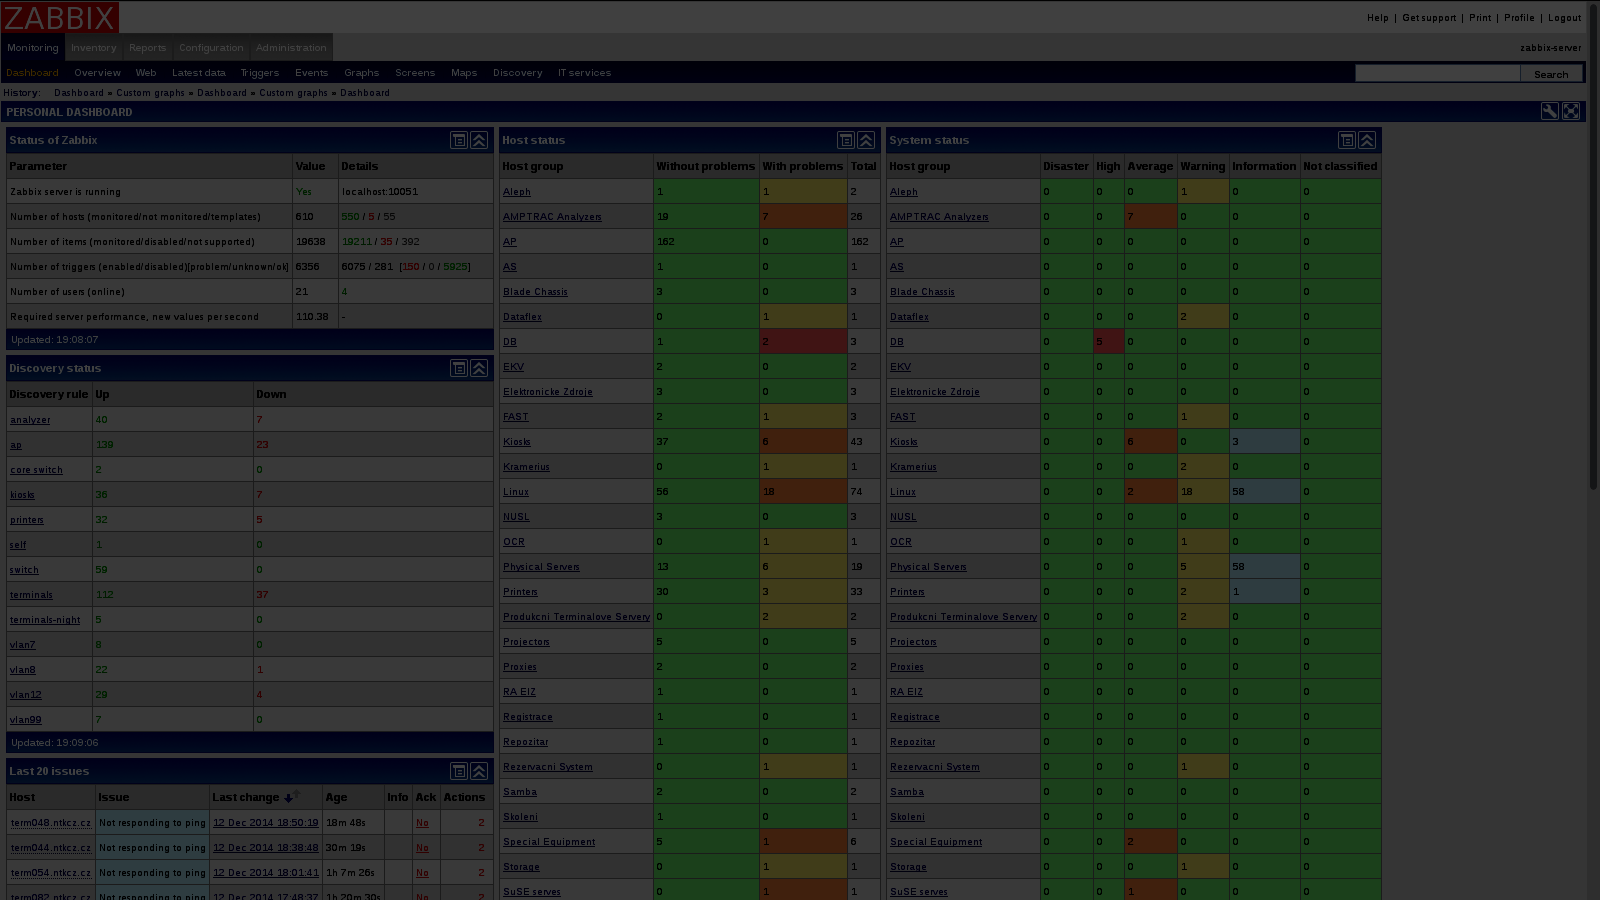 ZABBIX
Help | Get support | Print | Profile | Logout
Monitoring Inventory Reports Configuration Administration
zabbix-server
Dashboard Overview Web Latest data Triggers Events Graphs Screens Maps Discovery IT services
Search
History: Dashboard » Custom graphs » Dashboard » Custom graphs » Dashboard
PERSONAL DASHBOARD
Status of Zabbix
Parameter Value Details
Zabbix server is running Yes localhost:10051
Number of hosts (monitored/not monitored/templates) 610 550 / 5 / 55
Number of items (monitored/disabled/not supported) 19638 19211 / 35 / 392
Number of triggers (enabled/disabled)[problem/unknown/ok] 6356 6075 / 281 [150 / 0 / 5925]
Number of users (online) 21 4
Required server performance, new values per second 110.38 -
Updated: 19:08:07
Discovery status
Discovery rule Up Down
analyzer 40 7
ap 139 23
core switch 2 0
kiosks 36 7
printers 32 5
self 1 0
switch 59 0
terminals 112 37
terminals-night 5 0
vlan7 8 0
vlan8 22 1
vlan12 29 4
vlan99 7 0
Updated: 19:09:06
Last 20 issues
Host Issue Last change Age Info Ack Actions
term048.ntkcz.cz Not responding to ping 12 Dec 2014 18:50:19 18m 48s No 2
term044.ntkcz.cz Not responding to ping 12 Dec 2014 18:38:48 30m 19s No 2
term054.ntkcz.cz Not responding to ping 12 Dec 2014 18:01:41 1h 7m 26s No 2
term082.ntkcz.cz Not responding to ping 12 Dec 2014 17:48:37 1h 20m 30s No 2
Host status
Host group Without problems With problems Total
Aleph 1 1 2
AMPTRAC Analyzers 19 7 26
AP 162 0 162
AS 1 0 1
Blade Chassis 3 0 3
Dataflex 0 1 1
DB 1 2 3
EKV 2 0 2
Elektronicke Zdroje 3 0 3
FAST 2 1 3
Kiosks 37 6 43
Kramerius 0 1 1
Linux 56 18 74
NUSL 3 0 3
OCR 0 1 1
Physical Servers 13 6 19
Printers 30 3 33
Produkcni Terminalove Servery 0 2 2
Projectors 5 0 5
Proxies 2 0 2
RA EIZ 1 0 1
Registrace 1 0 1
Repozitar 1 0 1
Rezervacni System 0 1 1
Samba 2 0 2
Skoleni 1 0 1
Special Equipment 5 1 6
Storage 0 1 1
SuSE serves 0 1 1
System status
Host group Disaster High Average Warning Information Not classified
Aleph 0 0 0 1 0 0
AMPTRAC Analyzers 0 0 7 0 0 0
AP 0 0 0 0 0 0
AS 0 0 0 0 0 0
Blade Chassis 0 0 0 0 0 0
Dataflex 0 0 0 2 0 0
DB 0 5 0 0 0 0
EKV 0 0 0 0 0 0
Elektronicke Zdroje 0 0 0 0 0 0
FAST 0 0 0 1 0 0
Kiosks 0 0 6 0 3 0
Kramerius 0 0 0 2 0 0
Linux 0 0 2 18 58 0
NUSL 0 0 0 0 0 0
OCR 0 0 0 1 0 0
Physical Servers 0 0 0 5 58 0
Printers 0 0 0 2 1 0
Produkcni Terminalove Servery 0 0 0 2 0 0
Projectors 0 0 0 0 0 0
Proxies 0 0 0 0 0 0
RA EIZ 0 0 0 0 0 0
Registrace 0 0 0 0 0 0
Repozitar 0 0 0 0 0 0
Rezervacni System 0 0 0 1 0 0
Samba 0 0 0 0 0 0
Skoleni 0 0 0 0 0 0
Special Equipment 0 0 2 0 0 0
Storage 0 0 0 1 0 0
SuSE serves 0 0 1 0 0 0